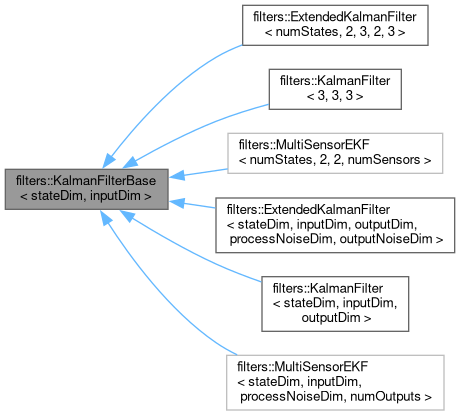 filters::ExtendedKalmanFilter
< numStates, 2, 3, 2, 3 >
filters::KalmanFilter
< 3, 3, 3 >
filters::MultiSensorEKF
< numStates, 2, 2, numSensors >
filters::KalmanFilterBase
< stateDim, inputDim >
filters::ExtendedKalmanFilter
< stateDim, inputDim, outputDim,
processNoiseDim, outputNoiseDim >
filters::KalmanFilter
< stateDim, inputDim,
outputDim >
filters::MultiSensorEKF
< stateDim, inputDim,
processNoiseDim, numOutputs >